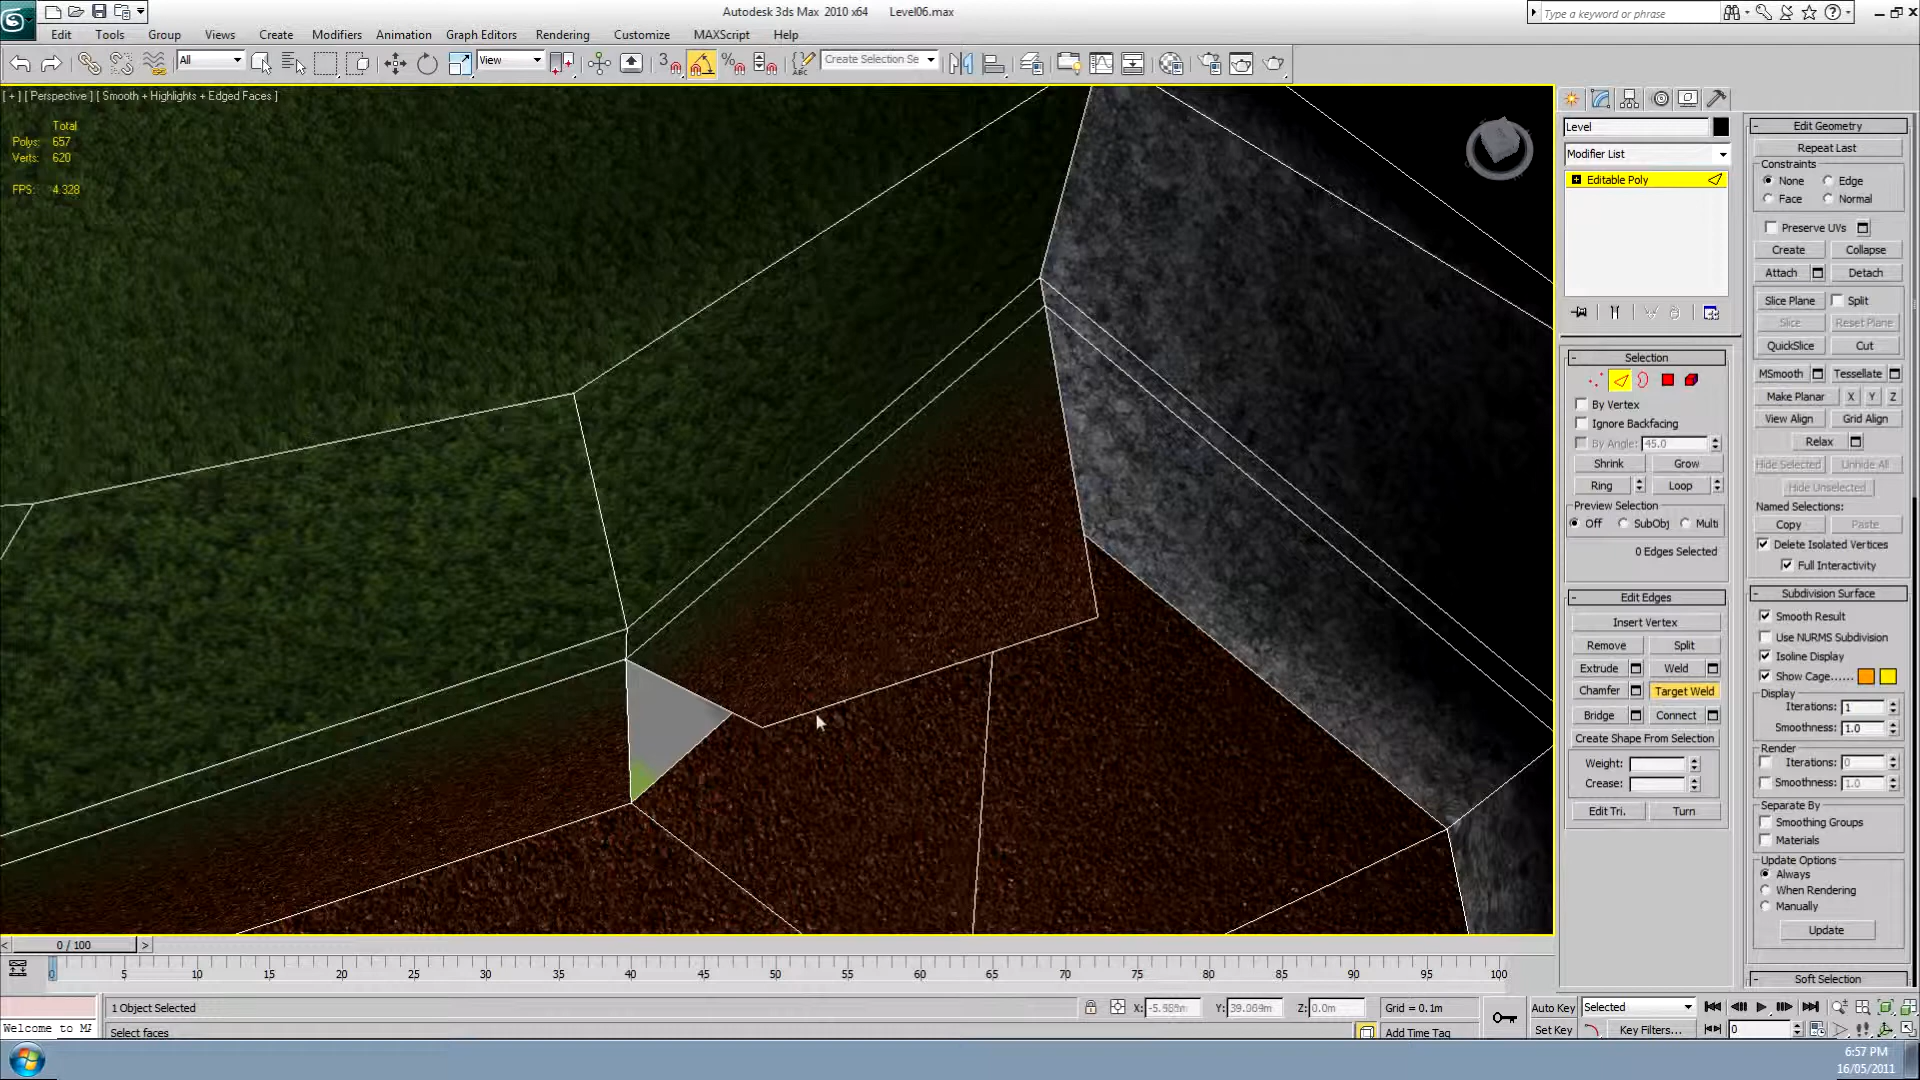 Autodesk 3ds Max 2010 x64 Level06.max
Type a keyword or phrase
Edit Tools Group Views Create Modifiers Animation Graph Editors Rendering Customize MAXScript Help
All View Create Selection Se
[ + ] [ Perspective ] [ Smooth + Highlights + Edged Faces ]
Total
Polys: 657
Verts: 620
FPS: 4.328
Level
Modifier List
Editable Poly
Selection
By Vertex
Ignore Backfacing
By Angle: 45.0
Shrink Grow
Ring Loop
Preview Selection
Off SubObj Multi
0 Edges Selected
Edit Edges
Insert Vertex
Remove Split
Extrude Weld
Chamfer Target Weld
Bridge Connect
Create Shape From Selection
Weight:
Crease:
Edit Tri. Turn
Edit Geometry
Repeat Last
Constraints
None Edge
Face Normal
Preserve UVs
Create Collapse
Attach Detach
Slice Plane Split
Slice Reset Plane
QuickSlice Cut
MSmooth Tessellate
Make Planar X Y Z
View Align Grid Align
Relax
Hide Selected Unhide All
Hide Unselected
Named Selections:
Copy Paste
Delete Isolated Vertices
Full Interactivity
Subdivision Surface
Smooth Result
Use NURMS Subdivision
Isoline Display
Show Cage......
Display
Iterations: 1
Smoothness: 1.0
Render
Iterations: 0
Smoothness: 1.0
Separate By
Smoothing Groups
Materials
Update Options
Always
When Rendering
Manually
Update
Soft Selection
< 0 / 100 >
0 5 10 15 20 25 30 35 40 45 50 55 60 65 70 75 80 85 90 95 100
1 Object Selected X: -5.989m Y: 39.069m Z: 0.0m Grid = 0.1m Auto Key Selected
Welcome to MA Select faces Add Time Tag Set Key Key Filters... 0
6:57 PM
16/05/2011